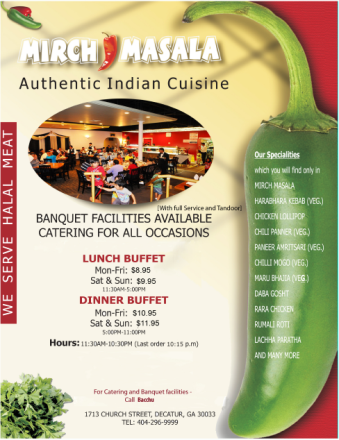 MIRCH MASALA
Authentic Indian Cuisine
WE SERVE HALAL MEAT
[With full Service and Tandoor]
BANQUET FACILITIES AVAILABLE
CATERING FOR ALL OCCASIONS
LUNCH BUFFET
Mon-Fri: $8.95
Sat & Sun: $9.95
11:30AM-5:00PM
DINNER BUFFET
Mon-Fri: $10.95
Sat & Sun: $11.95
5:00PM-11:00PM
Hours: 11:30AM-10:30PM (Last order 10:15 p.m)
For Catering and Banquet facilities -
Call Bacchu
1713 CHURCH STREET, DECATUR, GA 30033
TEL: 404-296-9999
Our Specialities
which you will find only in
MIRCH MASALA
HARABHARA KEBAB (VEG.)
CHICKEN LOLLIPOP
CHILI PANNER (VEG.)
PANEER AMRITSARI (VEG.)
CHILLI MOGO (VEG.)
MARU BHAJIA (VEG.)
DABA GOSHT
RARA CHICKEN
RUMALI ROTI
LACHHA PARATHA
AND MANY MORE